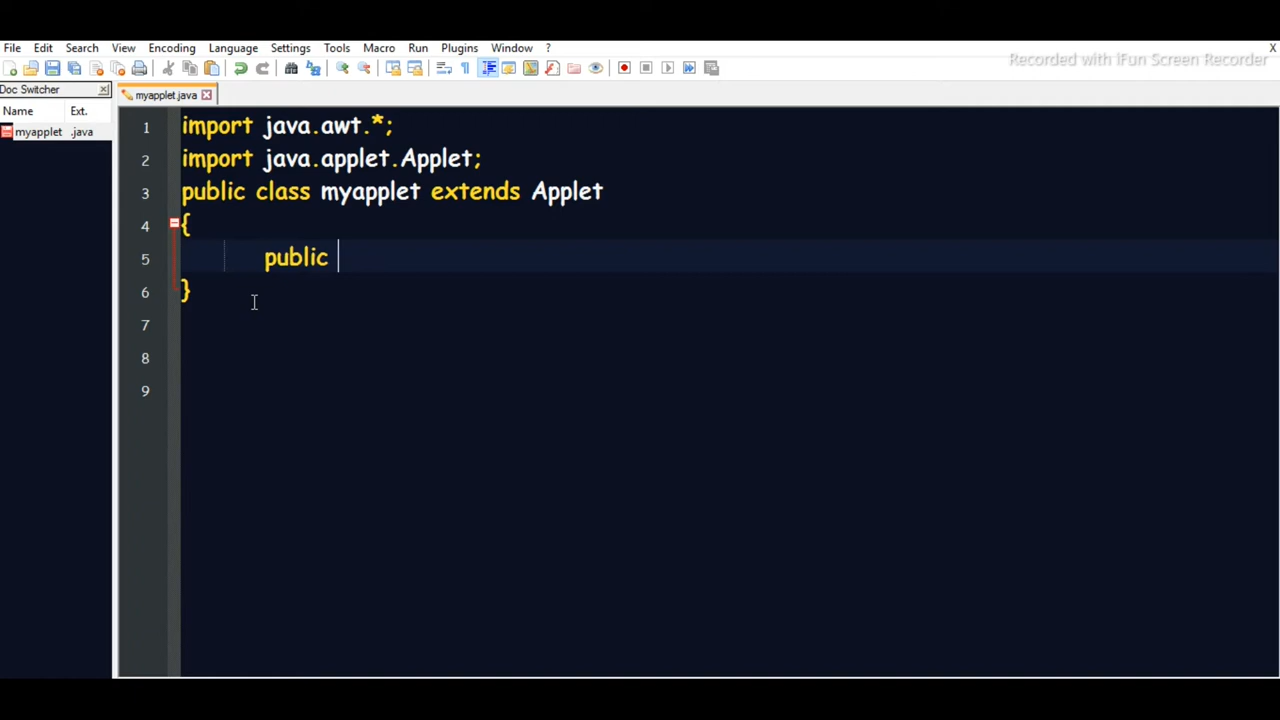 File Edit Search View Encoding Language Settings Tools Macro Run Plugins Window ? X
Recorded with iFun Screen Recorder
Doc Switcher
myapplet.java
Name Ext.
myapplet .java
1 import java.awt.*;
2 import java.applet.Applet;
3 public class myapplet extends Applet
4 {
5 public
6 }
7
8
9